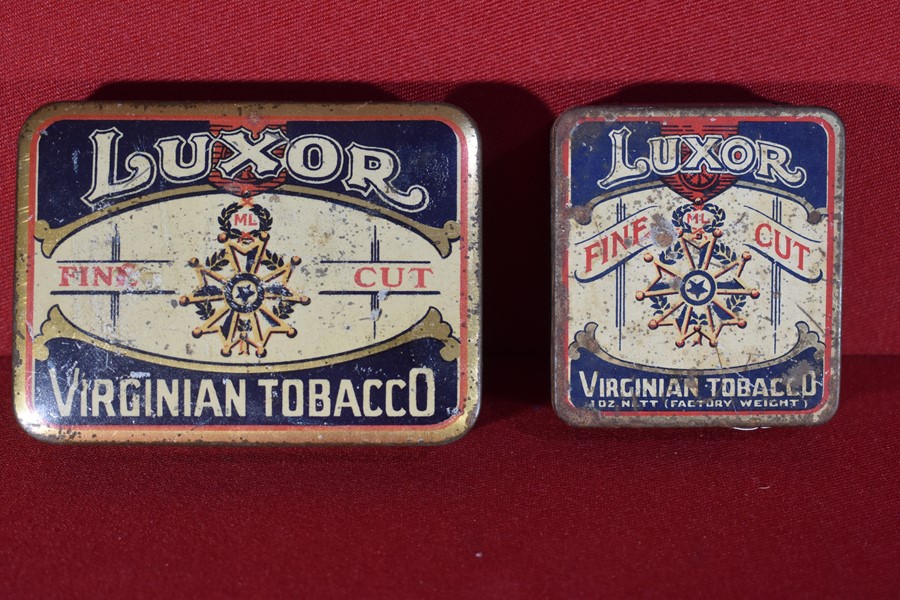 LUXOR
ML
FINE CUT
VIRGINIAN TOBACCO
LUXOR
ML
FINE CUT
VIRGINIAN TOBACCO
1 OZ. NETT (FACTORY WEIGHT)